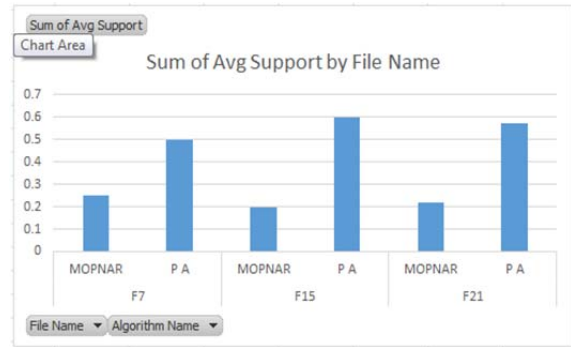 Sum of Avg Support
Chart Area
Sum of Avg Support by File Name
0.7
0.6
0.5
0.4
0.3
0.2
0.1
0
MOPNAR P A MOPNAR P A MOPNAR P A
F7 F15 F21
File Name Algorithm Name